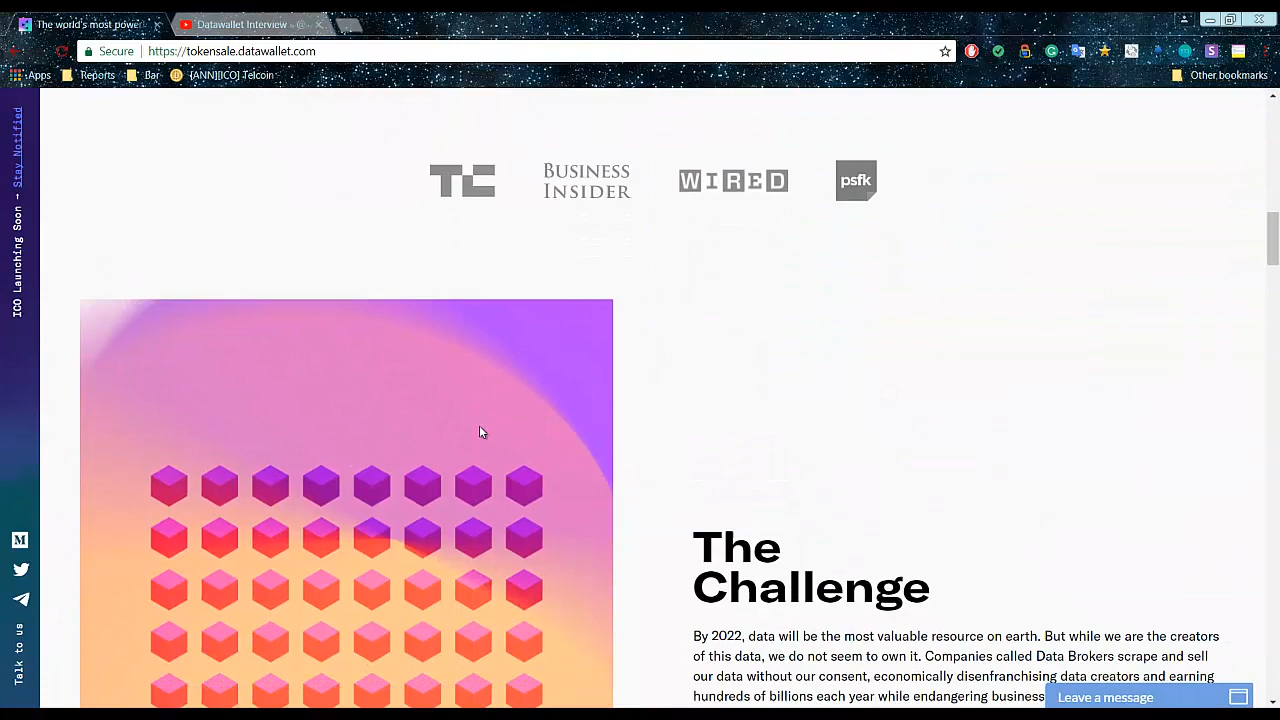 The world's most power
Datawallet Interview
Secure
https://tokensale.datawallet.com
Apps
Reports
Bar
[ANN][ICO] Telcoin
Other bookmarks
ICO Launching Soon → Stay Notified
TC
BUSINESS
INSIDER
WIRED
psfk
The
Challenge
By 2022, data will be the most valuable resource on earth. But while we are the creators
of this data, we do not seem to own it. Companies called Data Brokers scrape and sell
our data without our consent, economically disenfranchising data creators and earning
hundreds of billions each year while endangering business
Talk to us
Leave a message